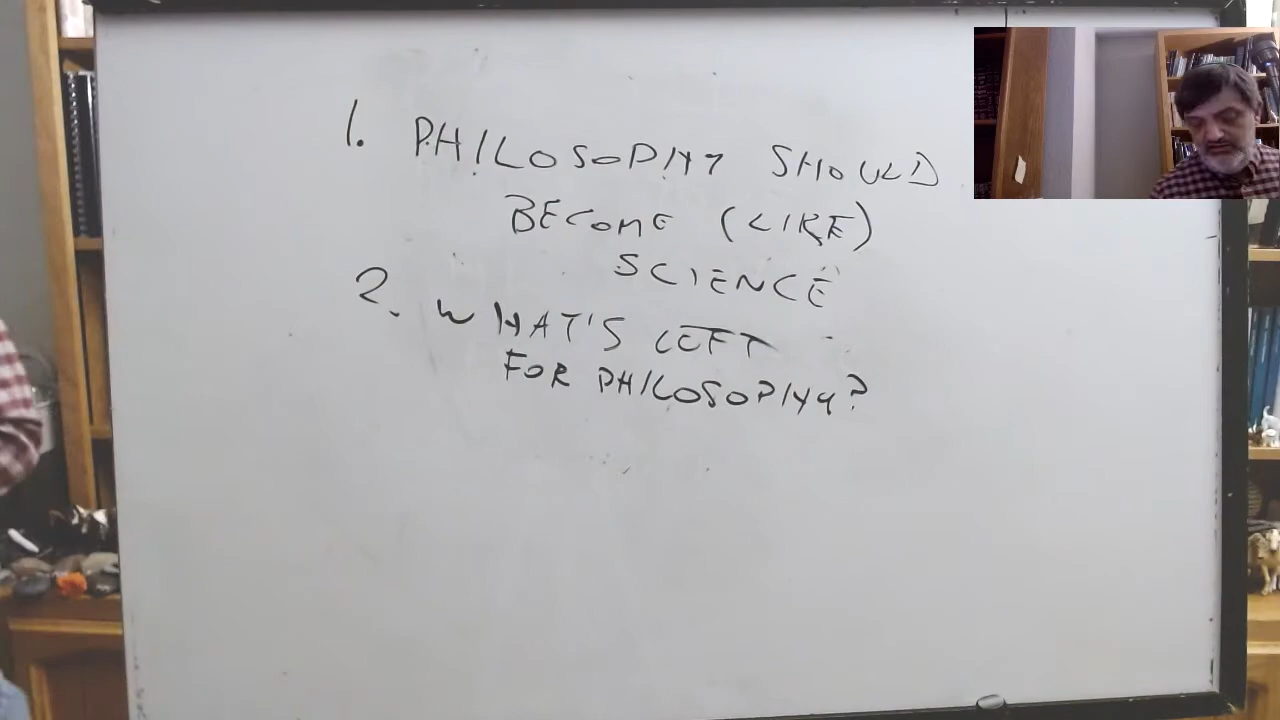 1. PHILOSOPHY SHOULD
BECOME (LIKE)
SCIENCE
2. WHAT'S LEFT
FOR PHILOSOPHY?